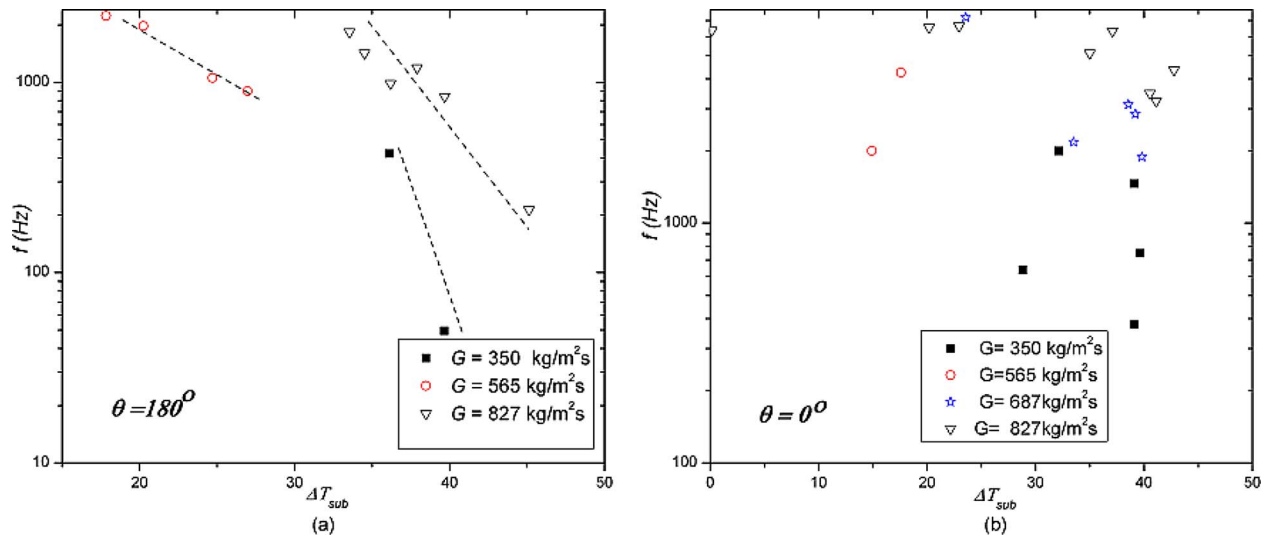 1000
100
10
f (Hz)
20
30
40
50
ΔT_sub
(a)
θ=180^O
G = 350 kg/m²s
G = 565 kg/m²s
G = 827 kg/m²s
1000
100
f (Hz)
0
10
20
30
40
50
ΔT_sub
(b)
θ = 0^O
G= 350 kg/m²s
G=565 kg/m²s
G= 687kg/m²s
G= 827kg/m²s